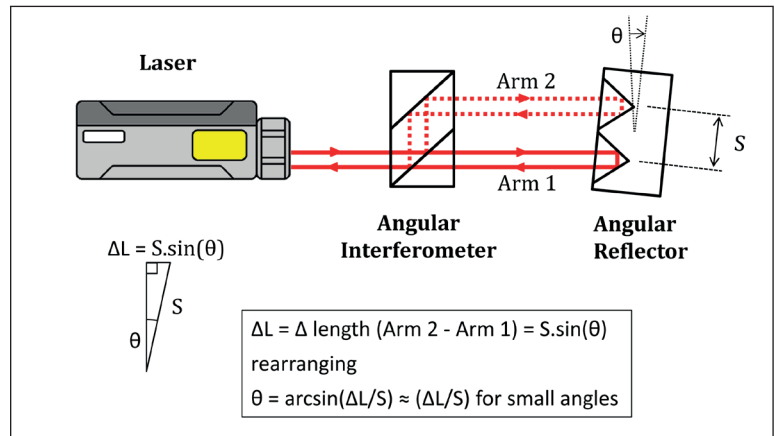 Laser
θ
Arm 2
S
Arm 1
Angular
Interferometer
Angular
Reflector
ΔL = S.sin(θ)
S
θ
ΔL = Δ length (Arm 2 - Arm 1) = S.sin(θ)
rearranging
θ = arcsin(ΔL/S) ≈ (ΔL/S) for small angles